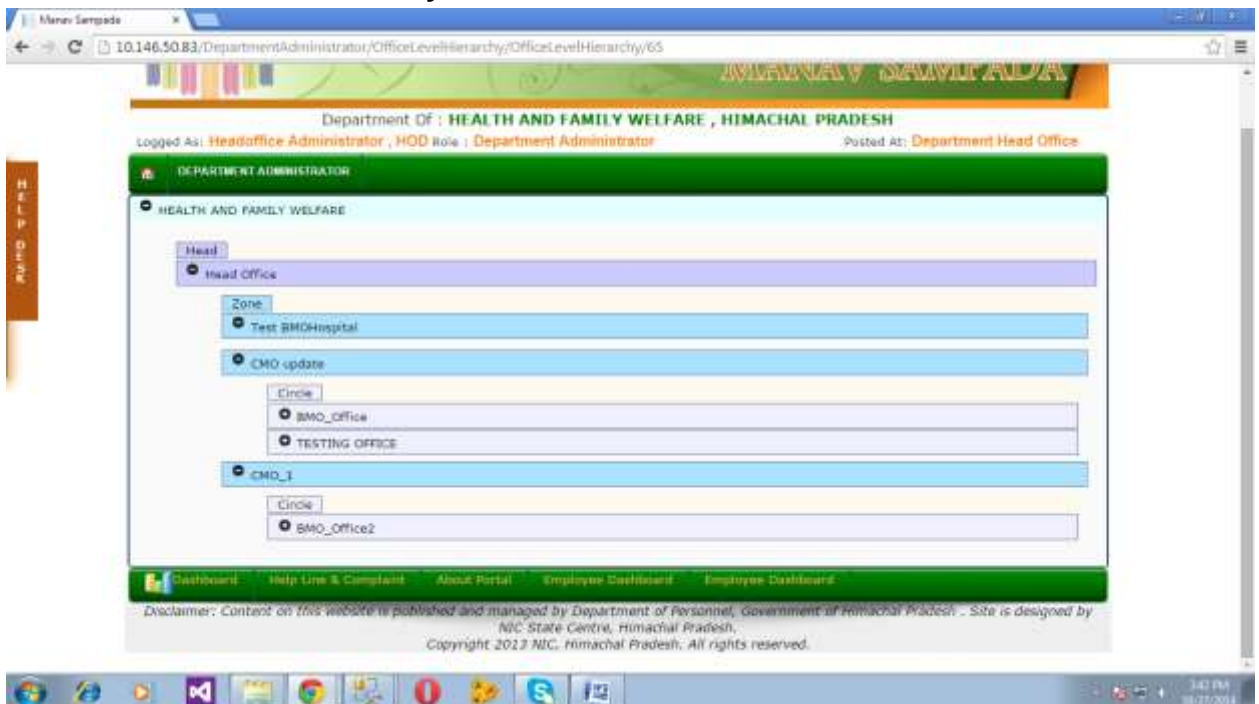 Manav Sampada
10.146.50.83/DepartmentAdministrator/OfficeLevelHierarchy/OfficeLevelHierarchy/65
MANAV SAMPADA
Department Of : HEALTH AND FAMILY WELFARE , HIMACHAL PRADESH
Logged As: Headoffice Administrator , HOD Role : Department Administrator Posted At: Department Head Office
DEPARTMENT ADMINISTRATOR
HELP DESK
HEALTH AND FAMILY WELFARE
Head
Head Office
Zone
Test BMOHospital
CMO update
Circle
BMO_Office
TESTING OFFICE
CMO_1
Circle
BMO_Office2
Dashboard Help Line & Complaint About Portal Employee Dashboard Employee Dashboard
Disclaimer: Content on this website is published and managed by Department of Personnel, Government of Himachal Pradesh . Site is designed by
NIC State Centre, Himachal Pradesh.
Copyright 2013 NIC, Himachal Pradesh. All rights reserved.
3:42 PM